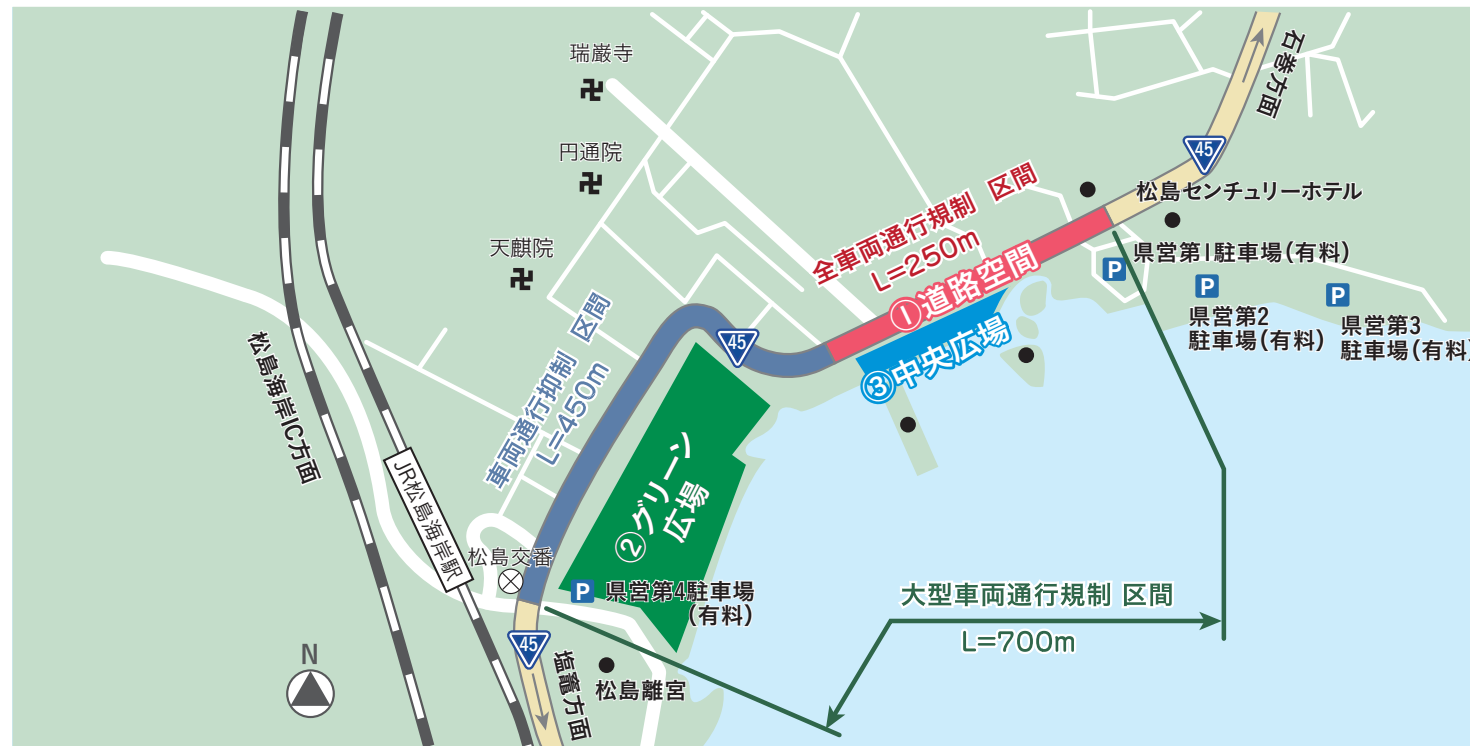 瑞巌寺
円通院
天麒院
石巻方面
45
松島センチュリーホテル
全車両通行規制 区間
L=250m
①道路空間
③中央広場
P
県営第1駐車場(有料)
P
県営第2
駐車場(有料)
P
県営第3
駐車場(有料)
45
車両通行抑制 区間
L=450m
松島海岸IC方面
JR松島海岸駅
②グリーン
広場
松島交番
P
県営第4駐車場
(有料)
大型車両通行規制 区間
L=700m
45
塩竈方面
松島離宮
N